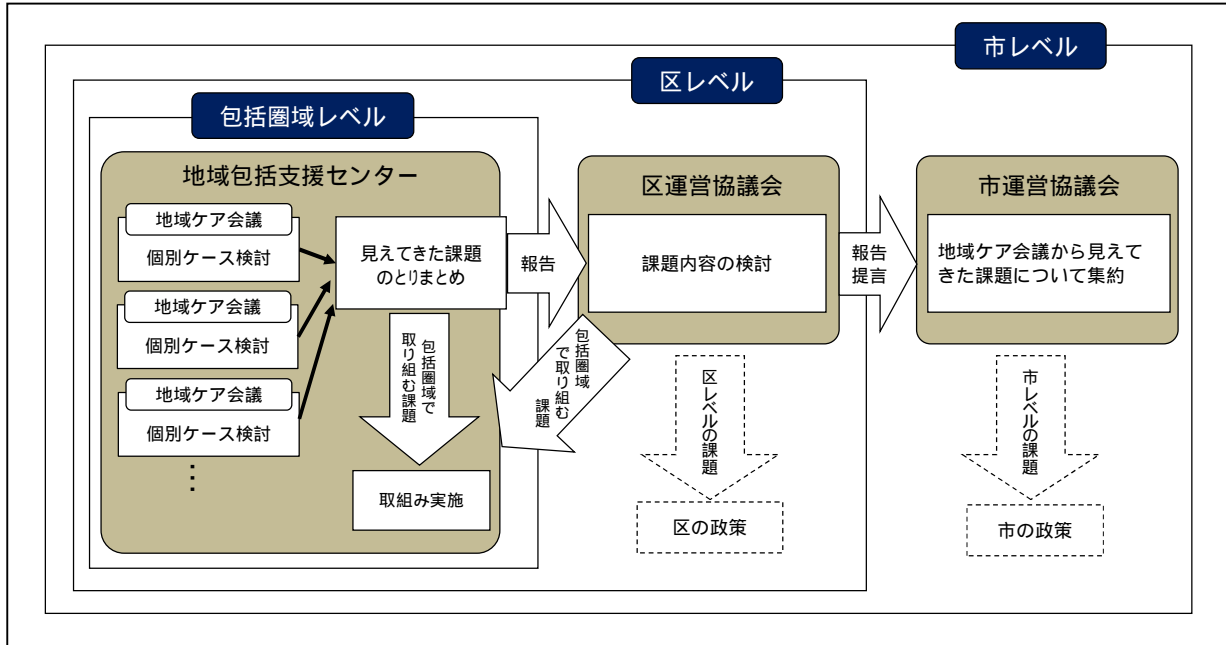 市レベル
区レベル
包括圏域レベル
地域包括支援センター
地域ケア会議
個別ケース検討
地域ケア会議
個別ケース検討
地域ケア会議
個別ケース検討
⋮
見えてきた課題
のとりまとめ
包括圏域で
取り組む課題
取組み実施
報告
区運営協議会
課題内容の検討
包括圏域
で取り組む
課題
区レベルの課題
区の政策
報告
提言
市運営協議会
地域ケア会議から見えて
きた課題について集約
市レベルの課題
市の政策